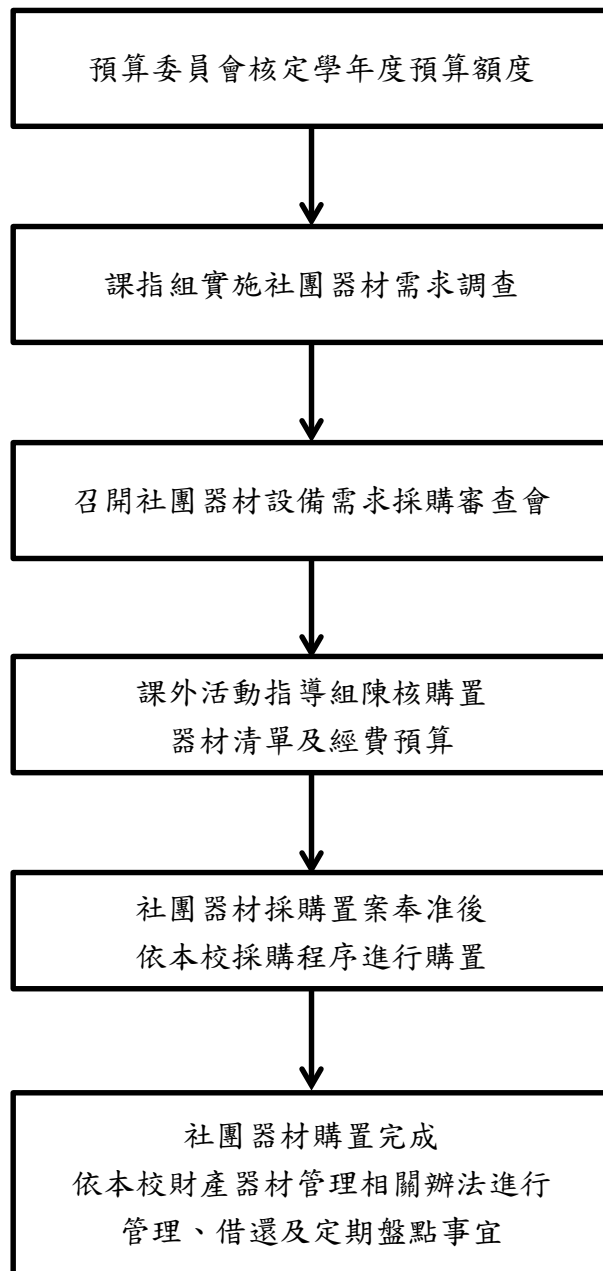 預算委員會核定學年度預算額度
課指組實施社團器材需求調查
召開社團器材設備需求採購審查會
課外活動指導組陳核購置
器材清單及經費預算
社團器材採購置案奉准後
依本校採購程序進行購置
社團器材購置完成
依本校財產器材管理相關辦法進行
管理、借還及定期盤點事宜